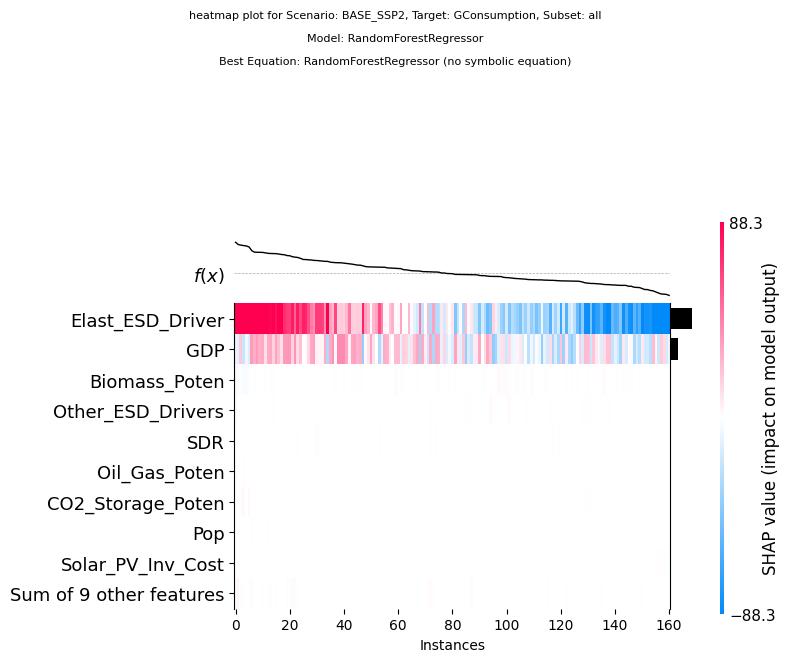 heatmap plot for Scenario: BASE_SSP2, Target: GConsumption, Subset: all
Model: RandomForestRegressor
Best Equation: RandomForestRegressor (no symbolic equation)
88.3
f(x)
Elast_ESD_Driver
GDP
Biomass_Poten
Other_ESD_Drivers
SDR
Oil_Gas_Poten
CO2_Storage_Poten
Pop
Solar_PV_Inv_Cost
Sum of 9 other features
SHAP value (impact on model output)
−88.3
0 20 40 60 80 100 120 140 160
Instances